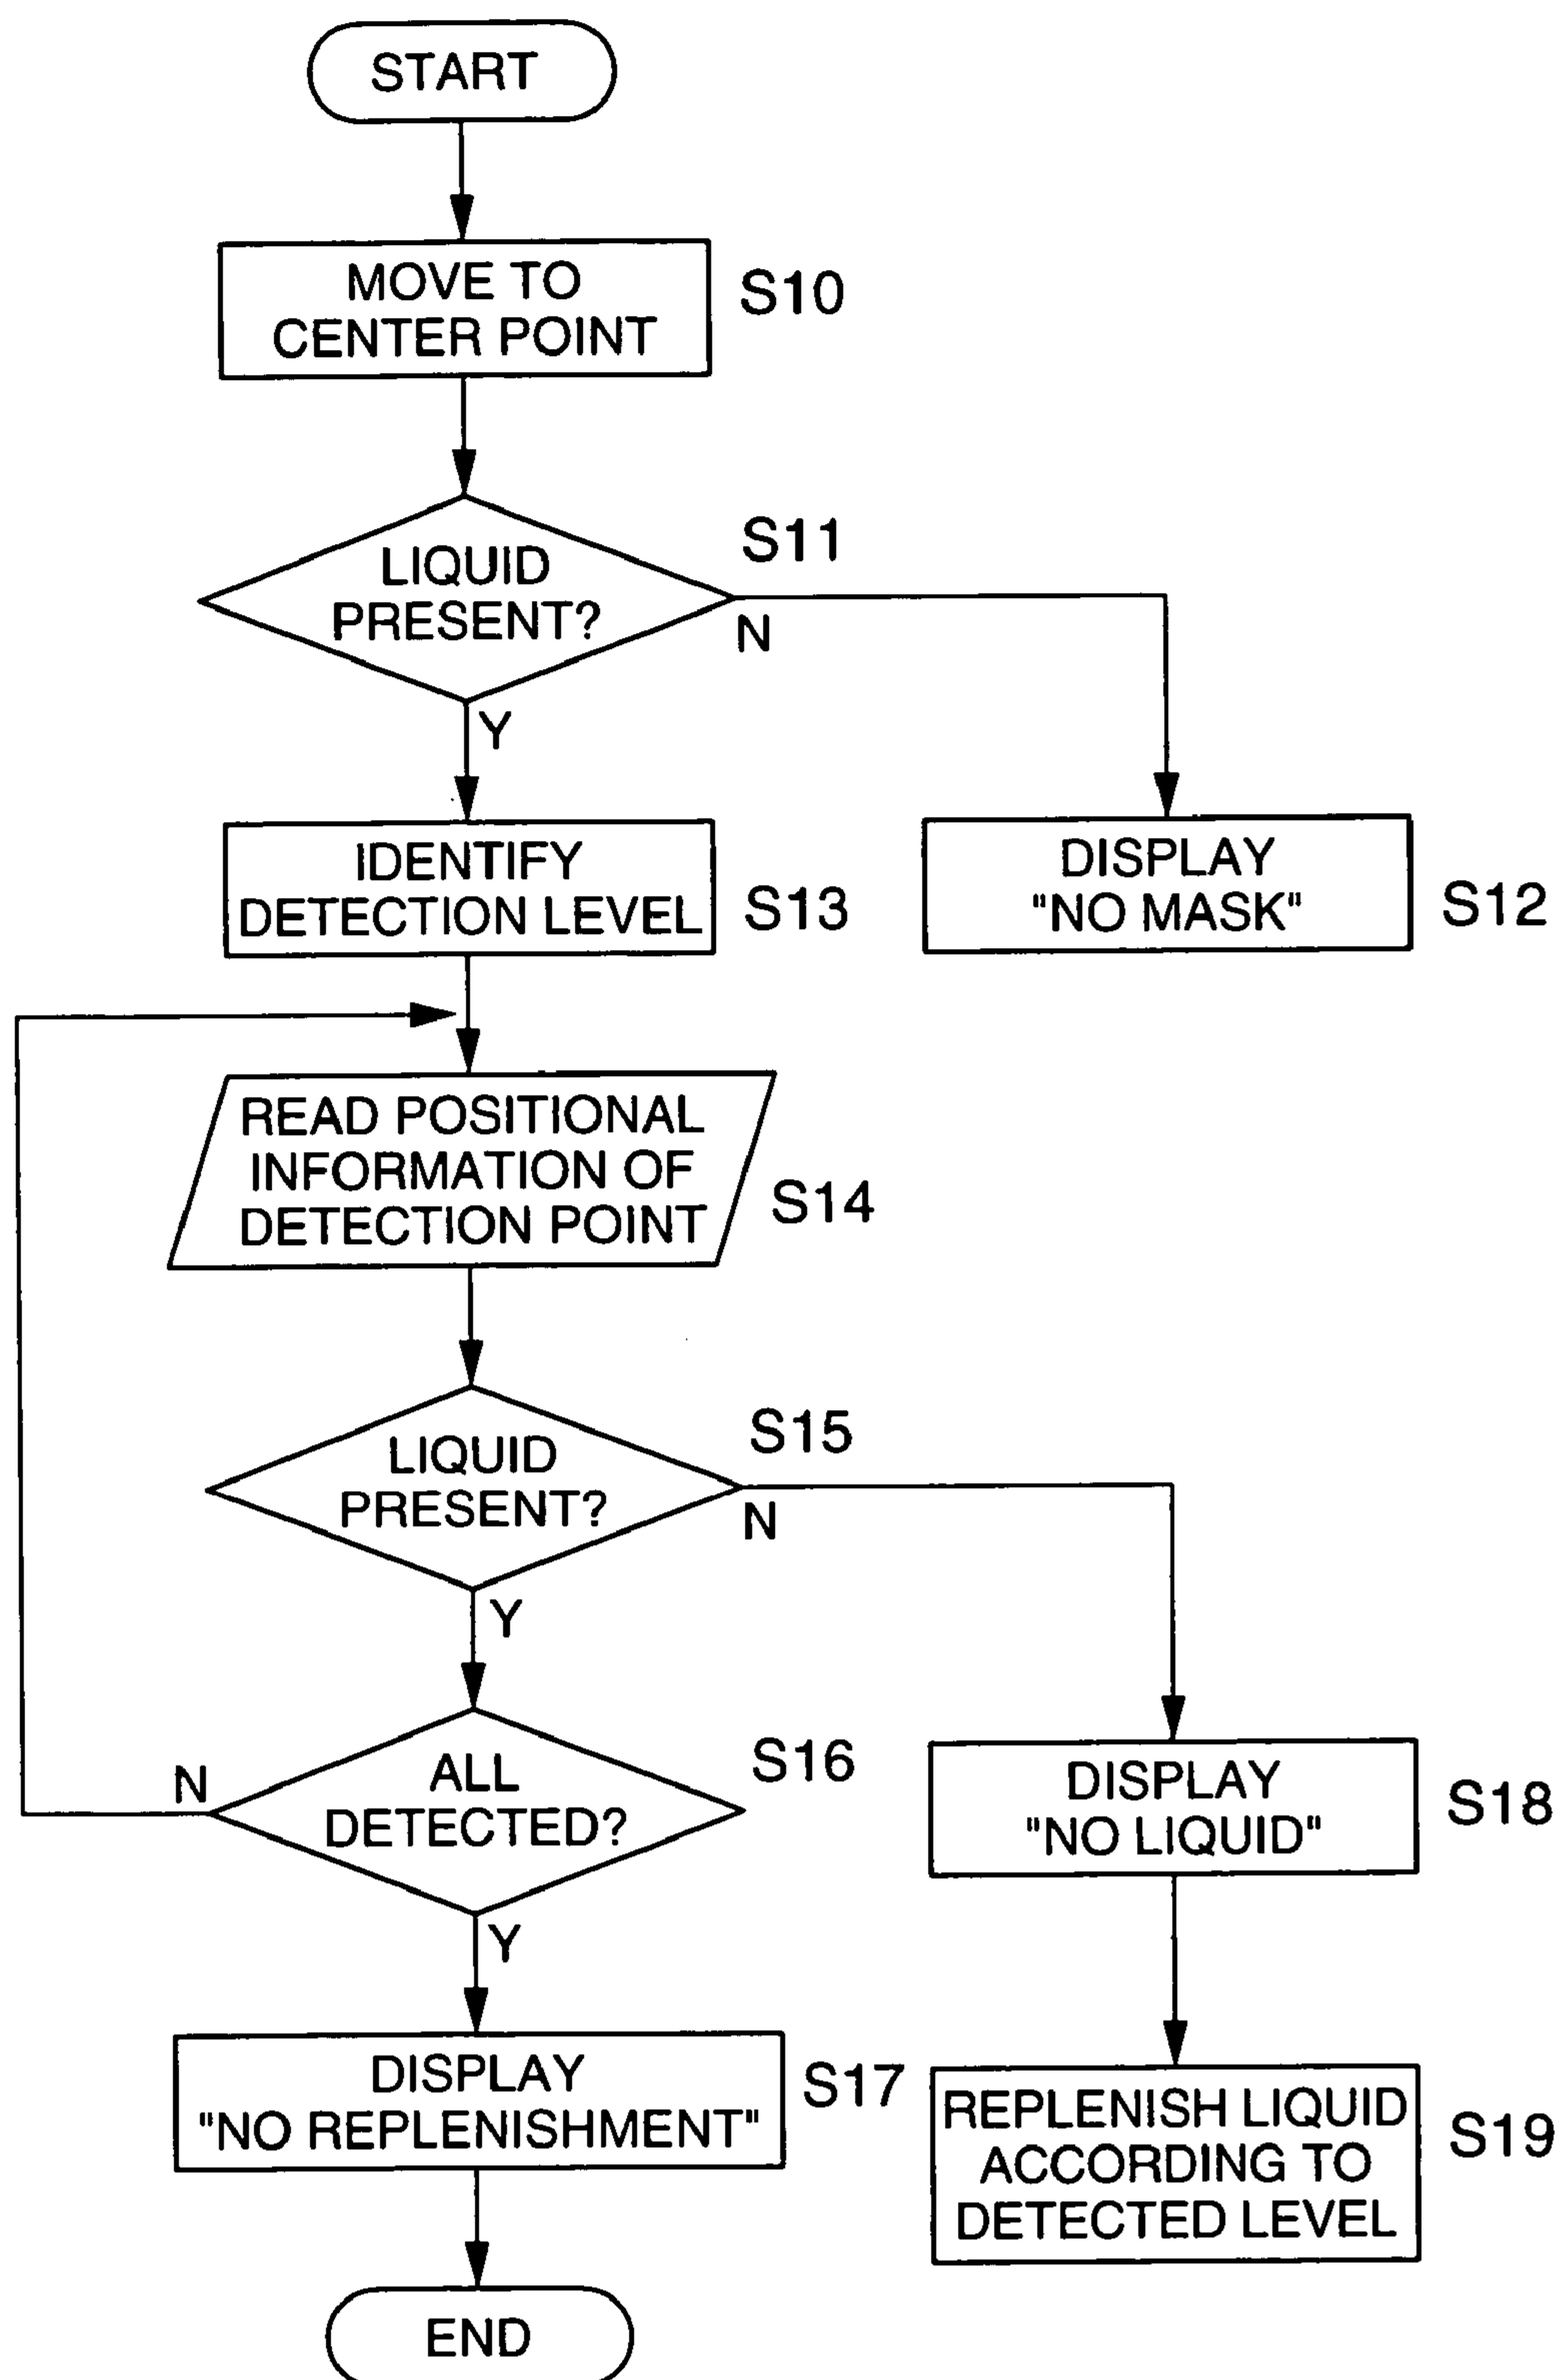 START
MOVE TO
CENTER POINT
S10
LIQUID
PRESENT?
S11
N
Y
IDENTIFY
DETECTION LEVEL
S13
DISPLAY
"NO MASK"
S12
READ POSITIONAL
INFORMATION OF
DETECTION POINT
S14
LIQUID
PRESENT?
S15
N
Y
ALL
DETECTED?
S16
N
Y
DISPLAY
"NO LIQUID"
S18
DISPLAY
"NO REPLENISHMENT"
S17
REPLENISH LIQUID
ACCORDING TO
DETECTED LEVEL
S19
END